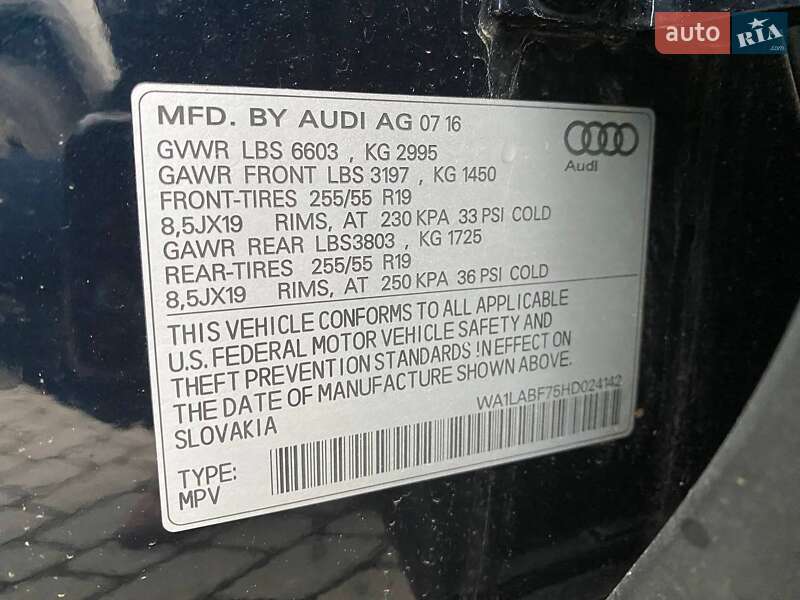 auto RIA.com
MFD. BY AUDI AG 07 16
Audi
GVWR LBS 6603 , KG 2995
GAWR FRONT LBS 3197 , KG 1450
FRONT-TIRES 255/55 R19
8,5JX19 RIMS, AT 230 KPA 33 PSI COLD
GAWR REAR LBS3803 , KG 1725
REAR-TIRES 255/55 R19
8,5JX19 RIMS, AT 250 KPA 36 PSI COLD
THIS VEHICLE CONFORMS TO ALL APPLICABLE
U.S. FEDERAL MOTOR VEHICLE SAFETY AND
THEFT PREVENTION STANDARDS IN EFFECT ON
THE DATE OF MANUFACTURE SHOWN ABOVE.
SLOVAKIA
WA1LABF75HD024142
TYPE:
MPV